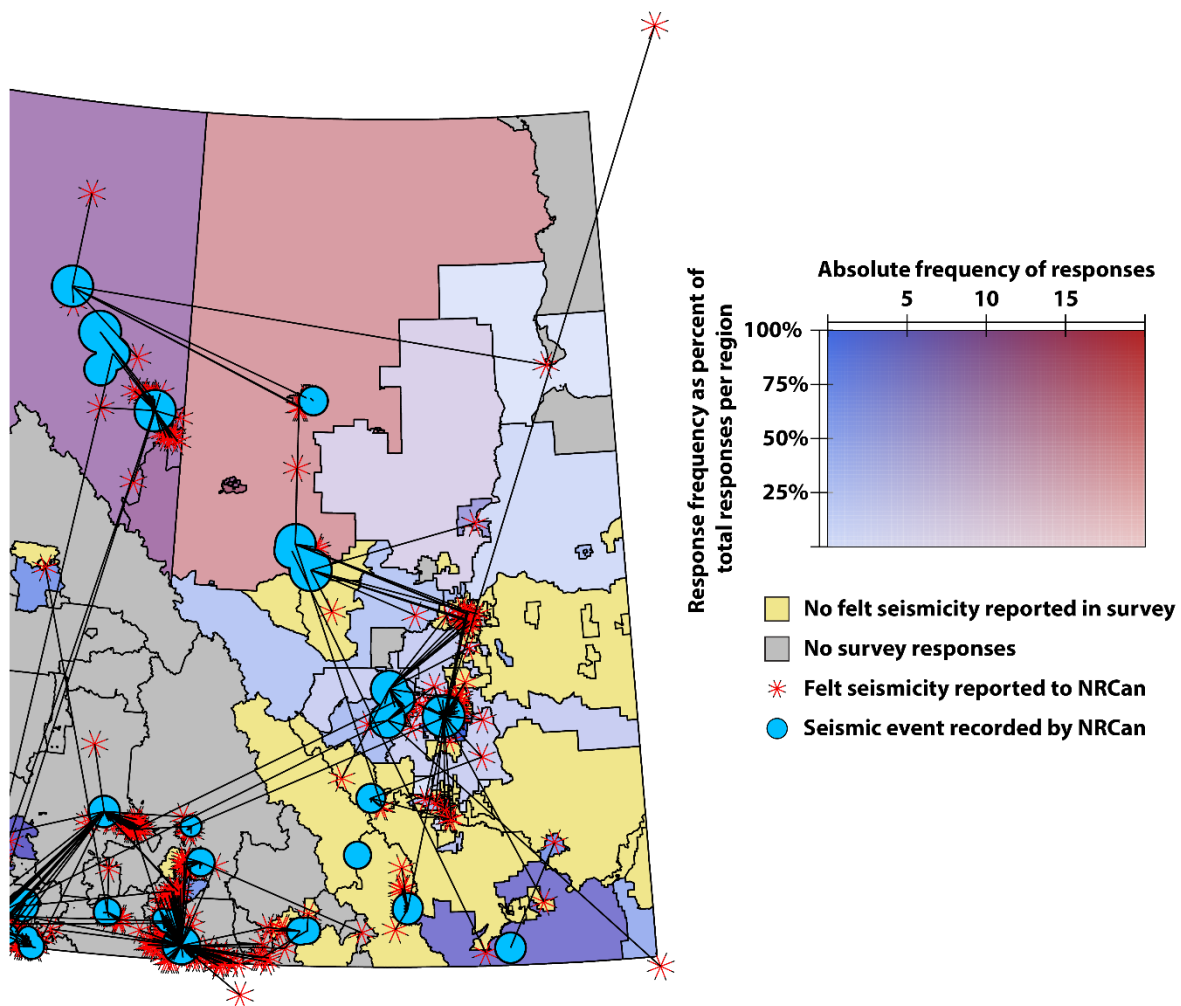 Absolute frequency of responses
5 10 15
Response frequency as percent of
total responses per region
100%
75%
50%
25%
No felt seismicity reported in survey
No survey responses
Felt seismicity reported to NRCan
Seismic event recorded by NRCan